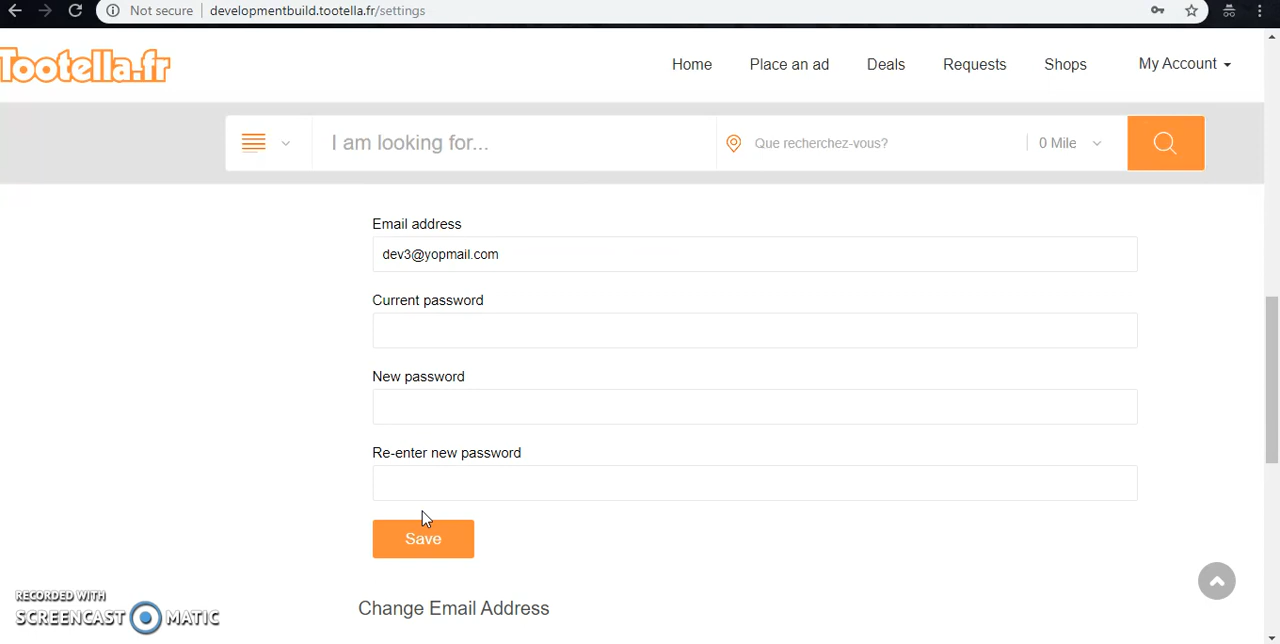 Not secure | developmentbuild.tootella.fr/settings
Tootella.fr
Home Place an ad Deals Requests Shops My Account
I am looking for... Que recherchez-vous? 0 Mile
Email address
dev3@yopmail.com
Current password
New password
Re-enter new password
Save
RECORDED WITH
SCREENCAST MATIC
Change Email Address